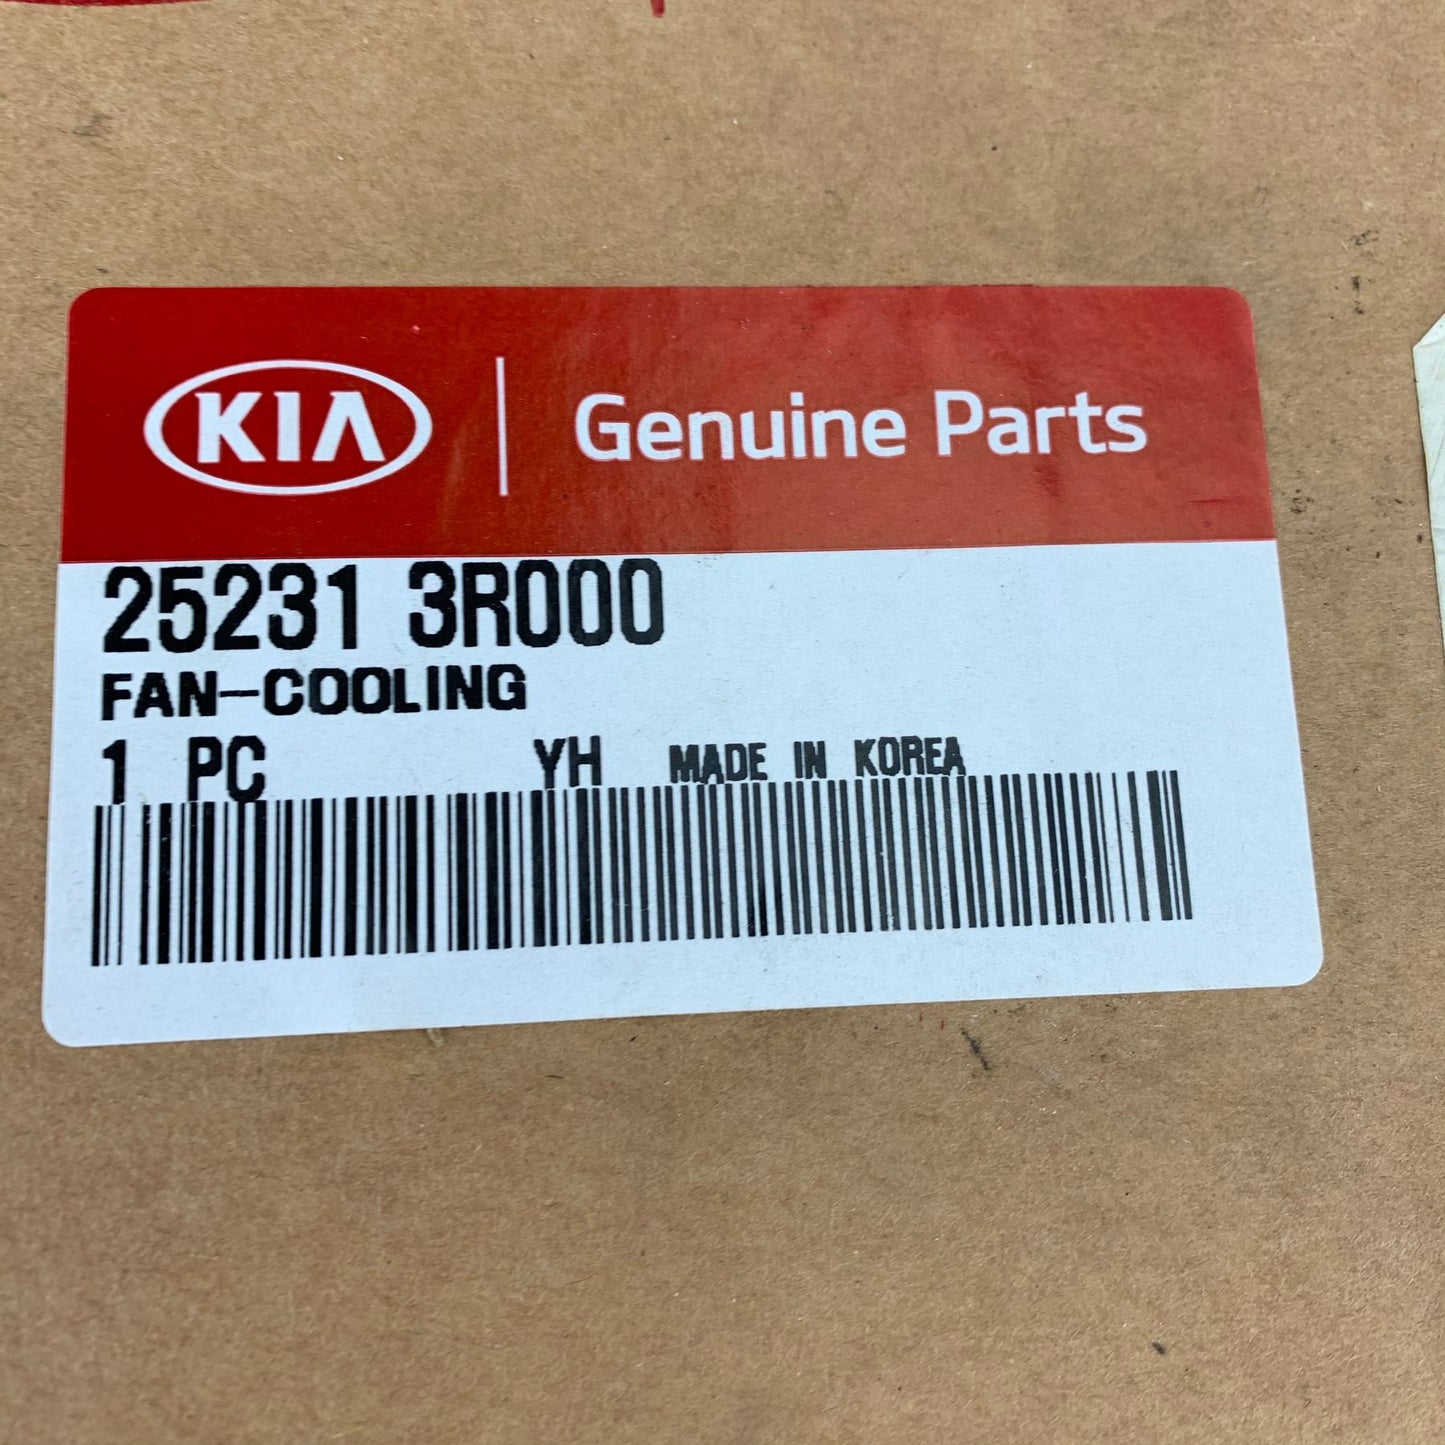 KIA Genuine Parts
25231 3R000
FAN-COOLING
1 PC YH MADE IN KOREA